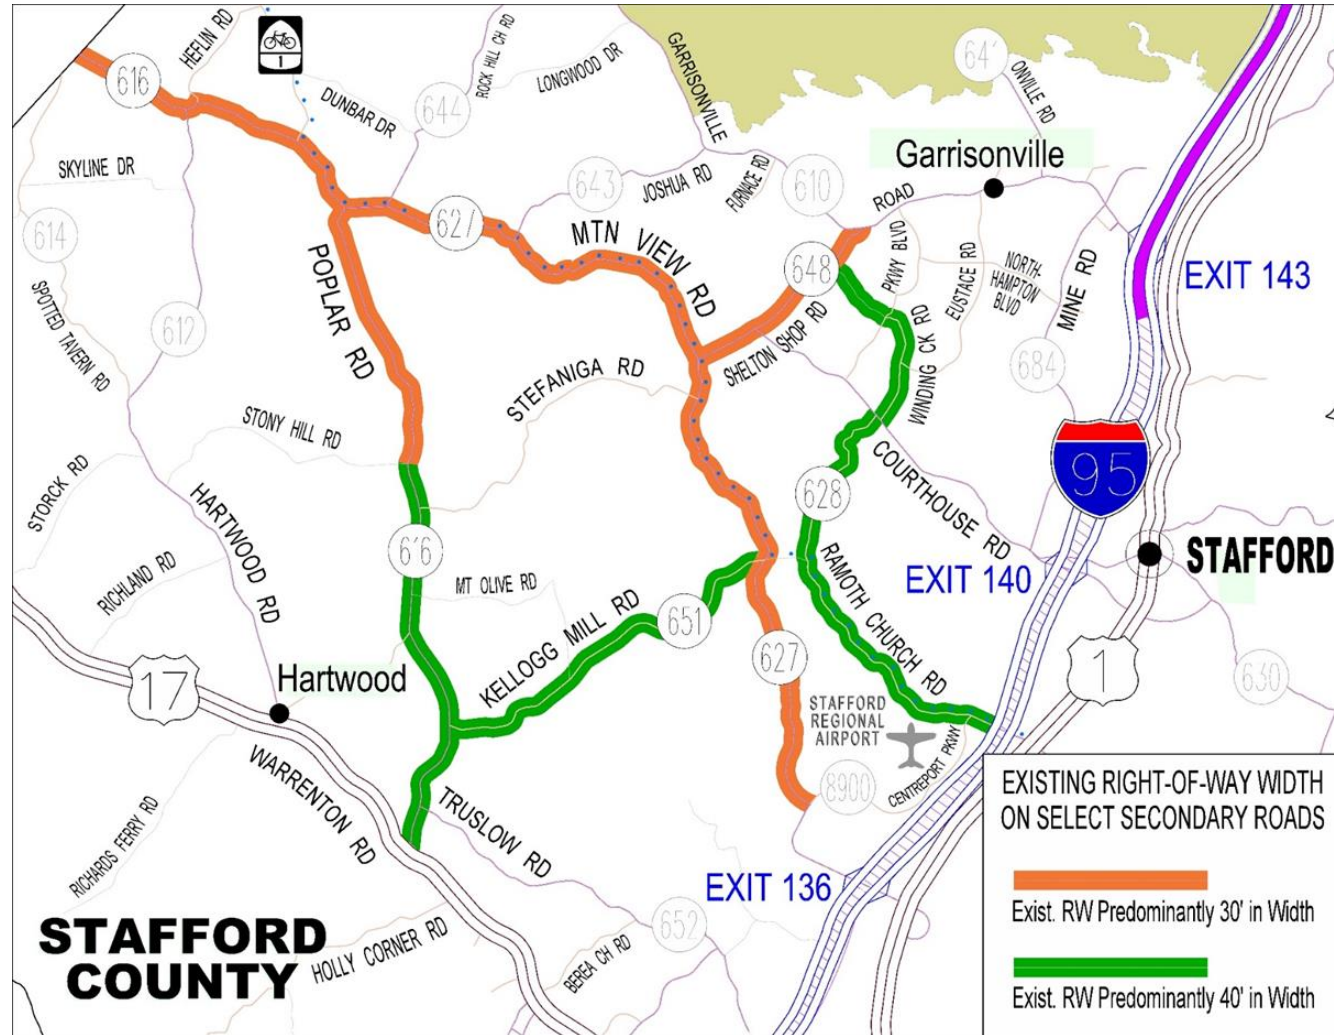 HEFLIN RD
1
616
DUNBAR DR
644
ROCK HILL CH RD
LONGWOOD DR
GARRISONVILLE
ONVILLE RD
Garrisonville
SKYLINE DR
643
JOSHUA RD
FURNACE RD
610
ROAD
614
627
MTN VIEW RD
PKWY BLVD
EUSTACE RD
NORTH-
HAMPTON
BLVD
MINE RD
EXIT 143
648
POPLAR RD
SPOTTED TAVERN RD
612
SHELTON SHOP RD
WINDING CK RD
684
STEFANIGA RD
STONY HILL RD
STORCK RD
HARTWOOD RD
COURTHOUSE RD
95
628
RICHLAND RD
MT OLIVE RD
RAMOTH CHURCH RD
EXIT 140
STAFFORD
KELLOGG MILL RD
651
627
1
630
17
Hartwood
STAFFORD
REGIONAL
AIRPORT
CENTREPORT PKWY
8900
WARRENTON RD
TRUSLOW RD
RICHARDS FERRY RD
EXIT 136
652
HOLLY CORNER RD
BEREA CH RD
STAFFORD
COUNTY
EXISTING RIGHT-OF-WAY WIDTH
ON SELECT SECONDARY ROADS
Exist. RW Predominantly 30' in Width
Exist. RW Predominantly 40' in Width